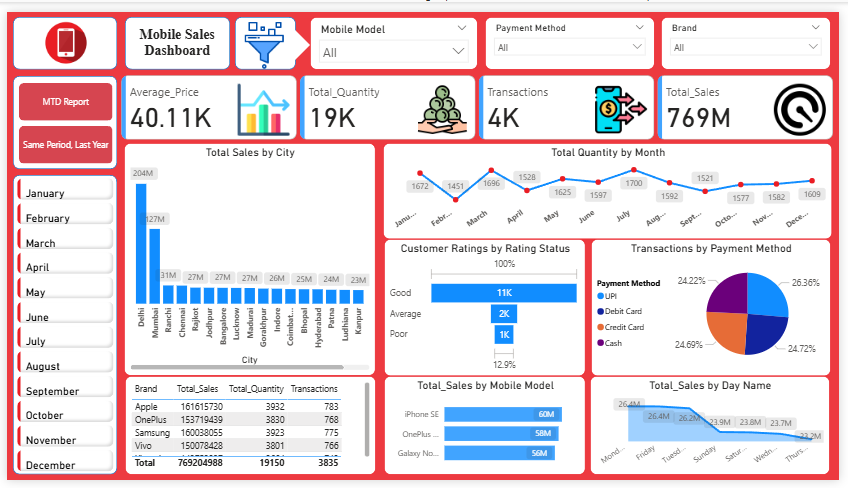 Mobile Sales
Dashboard
Mobile Model
All
Payment Method
All
Brand
All
MTD Report
Same Period, Last Year
Average_Price
40.11K
Total_Quantity
19K
Transactions
4K
Total_Sales
769M
January
February
March
April
May
June
July
August
September
October
November
December
Total Sales by City
204M
127M
31M
27M
27M
27M
26M
25M
24M
23M
Delhi
Mumbai
Ranchi
Chennai
Rajkot
Jodhpur
Bangalore
Lucknow
Madurai
Gorakhpur
Indore
Coimbat...
Bhopal
Hyderabad
Patna
Ludhiana
Kanpur
City
Total Quantity by Month
1672
1451
1696
1528
1625
1597
1700
1592
1521
1577
1582
1609
Janu...
Febr...
March
April
May
June
July
Aug...
Sept...
Octo...
Nov...
Dece...
Customer Ratings by Rating Status
100%
Good
11K
Average
2K
Poor
1K
12.9%
Transactions by Payment Method
Payment Method
UPI
Debit Card
Credit Card
Cash
24.22%
26.36%
24.69%
24.72%
Brand Total_Sales Total_Quantity Transactions
Apple 161615730 3932 783
OnePlus 153719439 3830 768
Samsung 160038055 3923 775
Vivo 150078428 3801 766
Total 769204988 19150 3835
Total_Sales by Mobile Model
iPhone SE
60M
OnePlus ...
58M
Galaxy No...
56M
Total_Sales by Day Name
26.4M
26.4M
26.2M
23.9M
23.8M
23.7M
23.2M
Mond...
Friday
Tuesd...
Sunday
Satur...
Wedn...
Thurs...